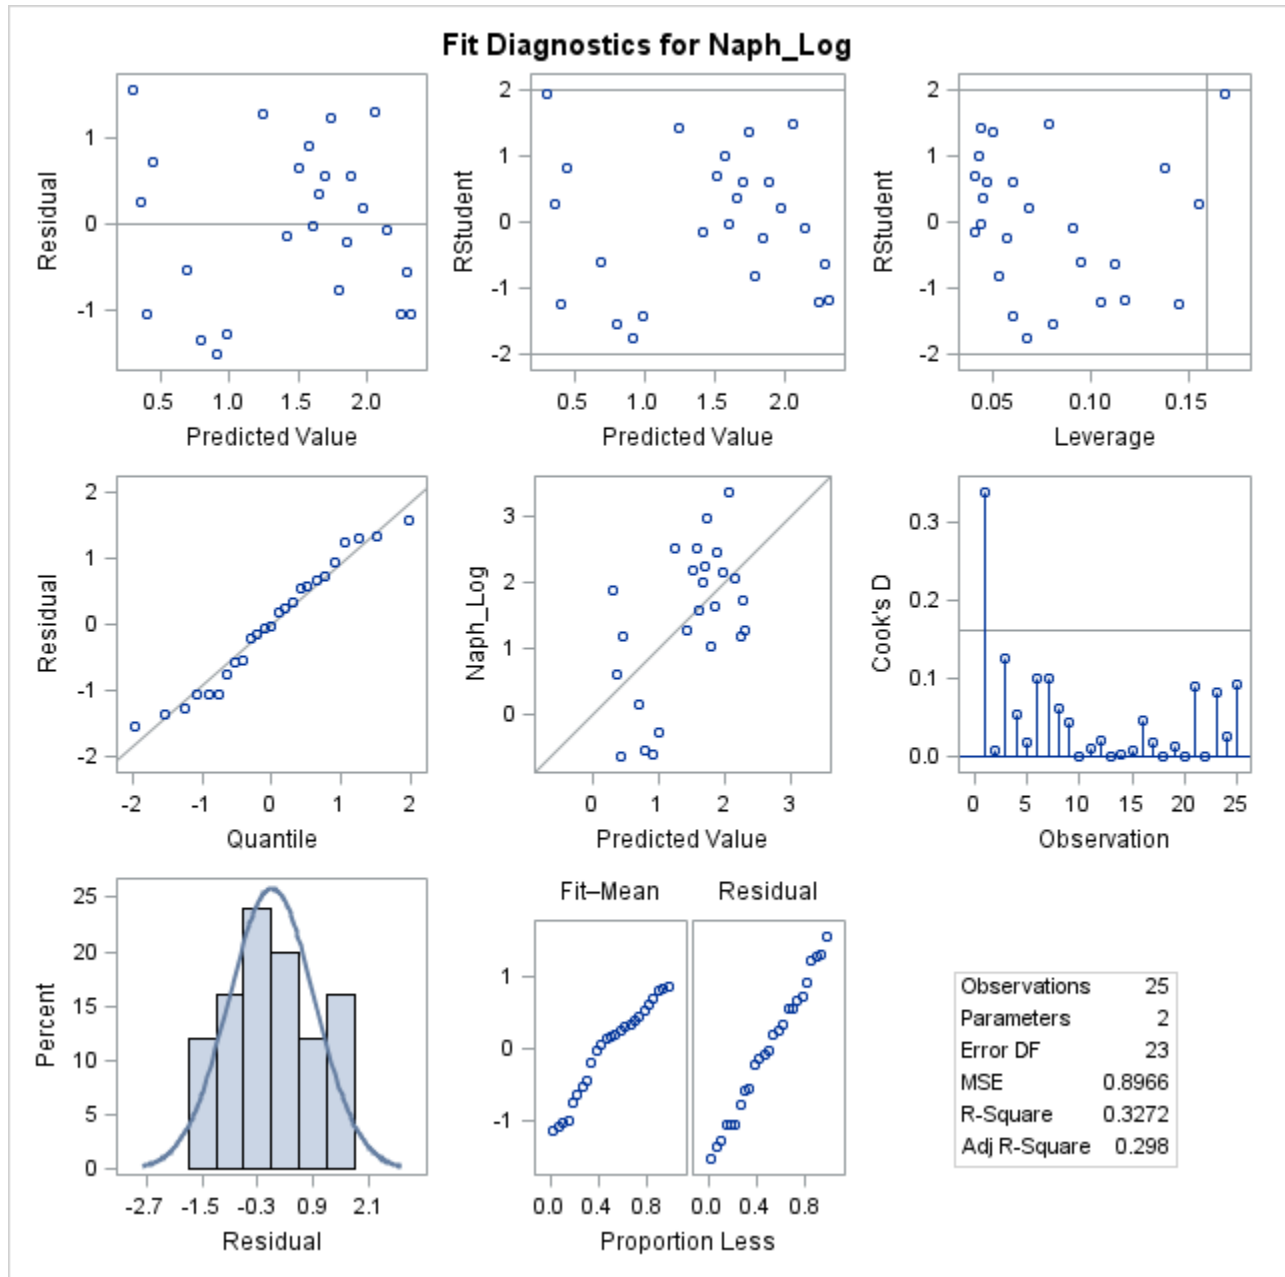 Fit Diagnostics for Naph_Log
Residual
1
0
-1
0.5 1.0 1.5 2.0
Predicted Value
RStudent
2
1
0
-1
-2
0.5 1.0 1.5 2.0
Predicted Value
RStudent
2
1
0
-1
-2
0.05 0.10 0.15
Leverage
Residual
2
1
0
-1
-2
-2 -1 0 1 2
Quantile
Naph_Log
3
2
1
0
0 1 2 3
Predicted Value
Cook's D
0.3
0.2
0.1
0.0
0 5 10 15 20 25
Observation
Percent
25
20
15
10
5
0
-2.7 -1.5 -0.3 0.9 2.1
Residual
Fit–Mean Residual
1
0
-1
0.0 0.4 0.8 0.0 0.4 0.8
Proportion Less
Observations 25
Parameters 2
Error DF 23
MSE 0.8966
R-Square 0.3272
Adj R-Square 0.298